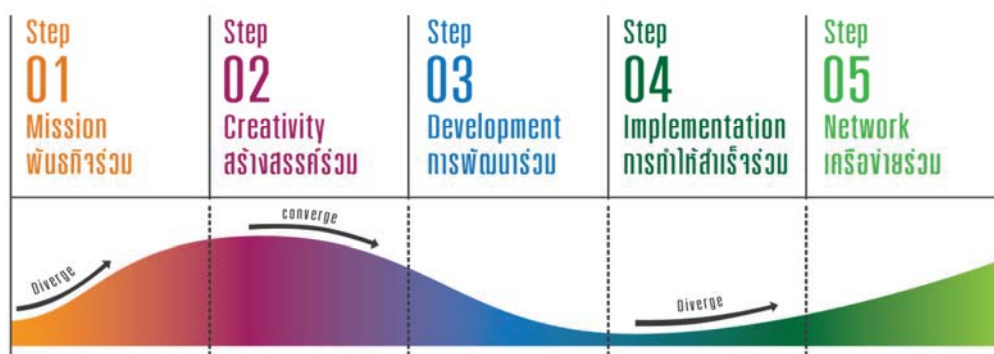 Step
01
Mission
พันธกิจร่วม
Step
02
Creativity
สร้างสรรค์ร่วม
Step
03
Development
การพัฒนาร่วม
Step
04
Implementation
การทำให้สำเร็จร่วม
Step
05
Network
เครือข่ายร่วม
Diverge
converge
Diverge